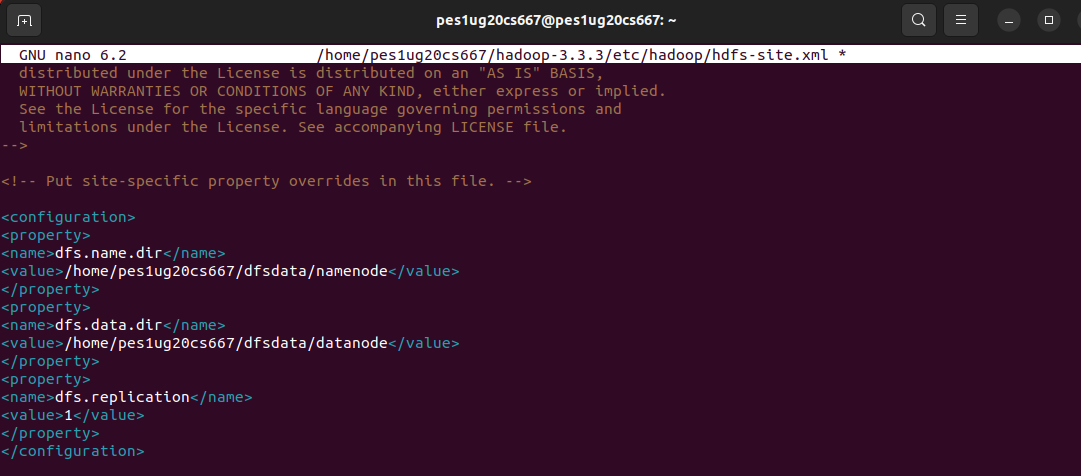 pes1ug20cs667@pes1ug20cs667: ~
GNU nano 6.2 /home/pes1ug20cs667/hadoop-3.3.3/etc/hadoop/hdfs-site.xml *
distributed under the License is distributed on an "AS IS" BASIS,
WITHOUT WARRANTIES OR CONDITIONS OF ANY KIND, either express or implied.
See the License for the specific language governing permissions and
limitations under the License. See accompanying LICENSE file.
-->
<!-- Put site-specific property overrides in this file. -->
<configuration>
<property>
<name>dfs.name.dir</name>
<value>/home/pes1ug20cs667/dfsdata/namenode</value>
</property>
<property>
<name>dfs.data.dir</name>
<value>/home/pes1ug20cs667/dfsdata/datanode</value>
</property>
<property>
<name>dfs.replication</name>
<value>1</value>
</property>
</configuration>